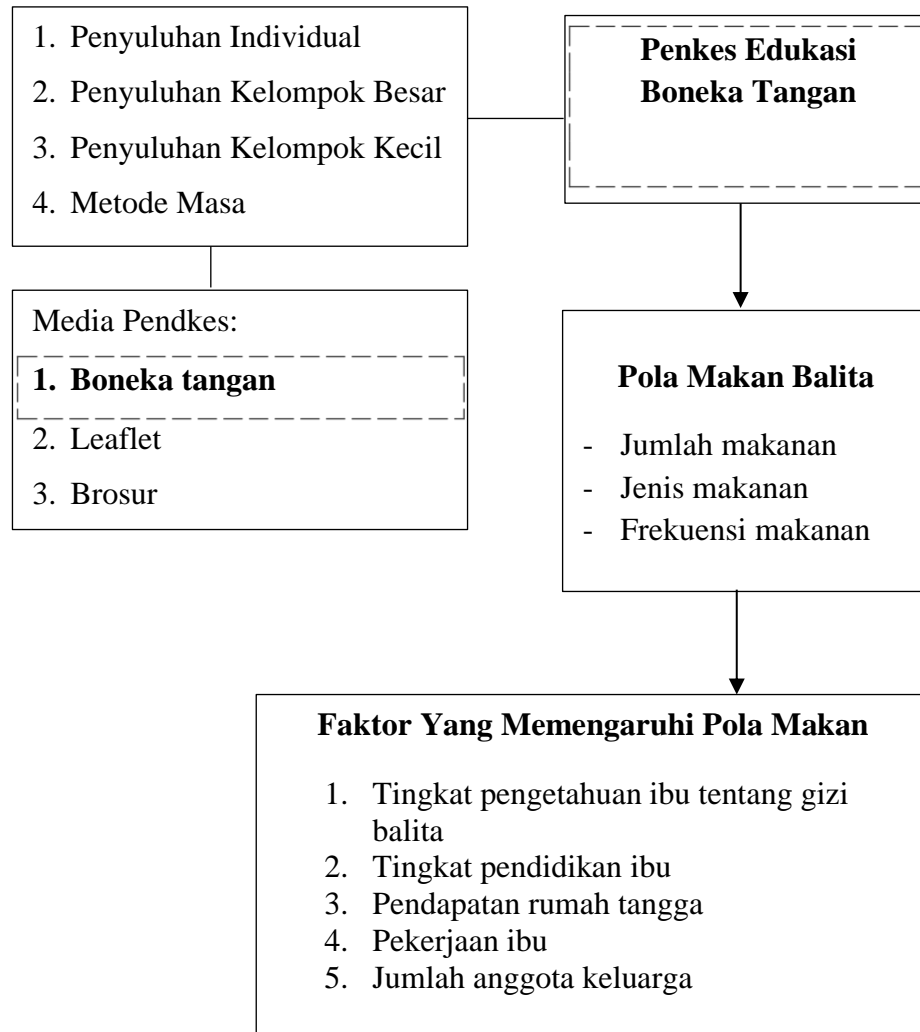 1. Penyuluhan Individual
2. Penyuluhan Kelompok Besar
3. Penyuluhan Kelompok Kecil
4. Metode Masa
Penkes Edukasi
Boneka Tangan
Media Pendkes:
1. Boneka tangan
2. Leaflet
3. Brosur
Pola Makan Balita
- Jumlah makanan
- Jenis makanan
- Frekuensi makanan
Faktor Yang Memengaruhi Pola Makan
1. Tingkat pengetahuan ibu tentang gizi
balita
2. Tingkat pendidikan ibu
3. Pendapatan rumah tangga
4. Pekerjaan ibu
5. Jumlah anggota keluarga